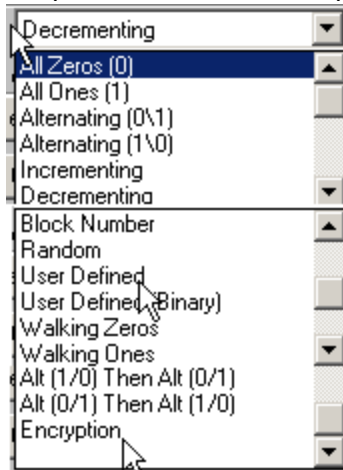 Decrementing
All Zeros (0)
All Ones (1)
Alternating (0\1)
Alternating (1\0)
Incrementing
Decrementing
Block Number
Random
User Defined
User Defined (Binary)
Walking Zeros
Walking Ones
Alt (1/0) Then Alt (0/1)
Alt (0/1) Then Alt (1/0)
Encryption